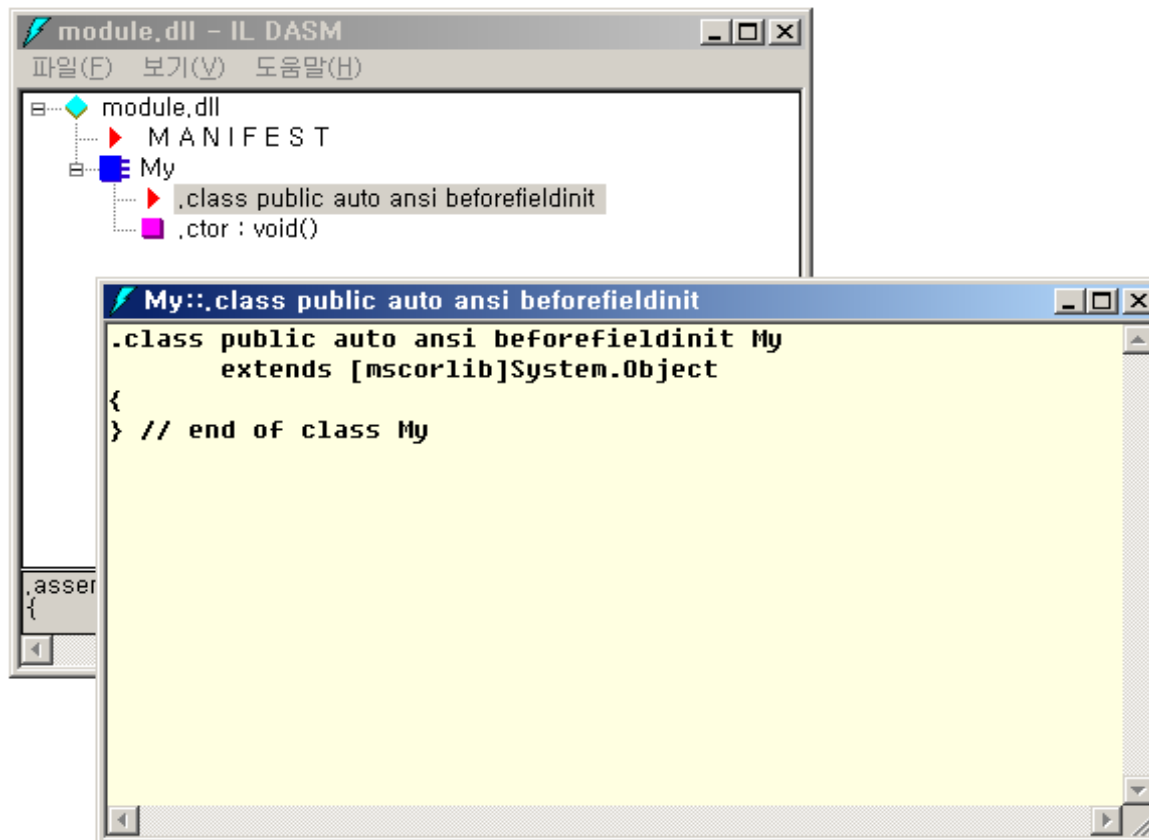 module.dll - IL DASM
파일(F) 보기(V) 도움말(H)
module.dll
M A N I F E S T
My
.class public auto ansi beforefieldinit
.ctor : void()
My::.class public auto ansi beforefieldinit
.class public auto ansi beforefieldinit My
extends [mscorlib]System.Object
{
} // end of class My
{